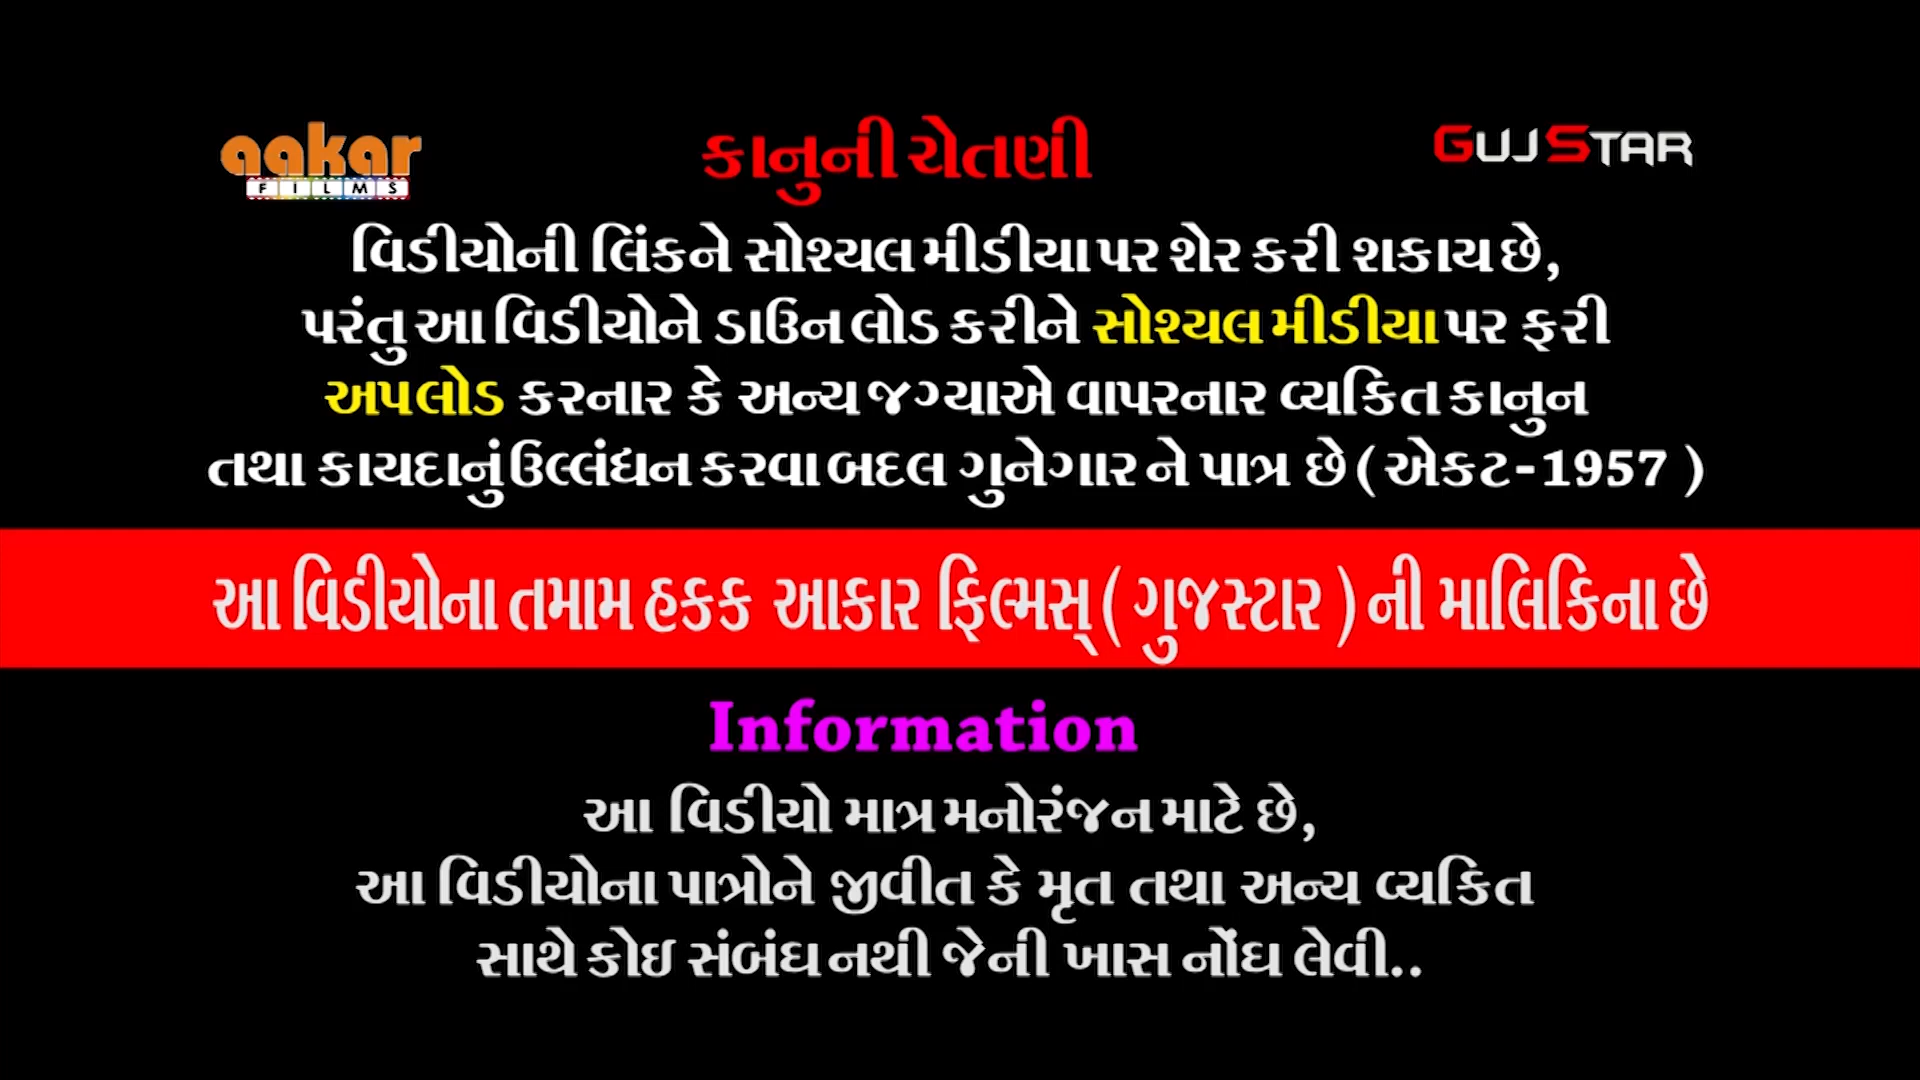 aakar
FILMS
કાનુની ચેતણી
GUJSTAR
વિડીયોની લિંકને સોશ્યલ મીડીયા પર શેર કરી શકાય છે,
પરંતુ આ વિડીયોને ડાઉન લોડ કરીને સોશ્યલ મીડીયા પર ફરી
અપલોડ કરનાર કે અન્ય જગ્યાએ વાપરનાર વ્યકિત કાનુન
તથા કાયદાનું ઉલ્લંઘન કરવા બદલ ગુનેગાર ને પાત્ર છે ( એકટ-1957 )
આ વિડીયોના તમામ હકક આકાર ફિલ્મસ્ ( ગુજસ્ટાર ) ની માલિકિના છે
Information
આ વિડીયો માત્ર મનોરંજન માટે છે,
આ વિડીયોના પાત્રોને જીવીત કે મૃત તથા અન્ય વ્યકિત
સાથે કોઇ સંબંઘ નથી જેની ખાસ નોંઘ લેવી..